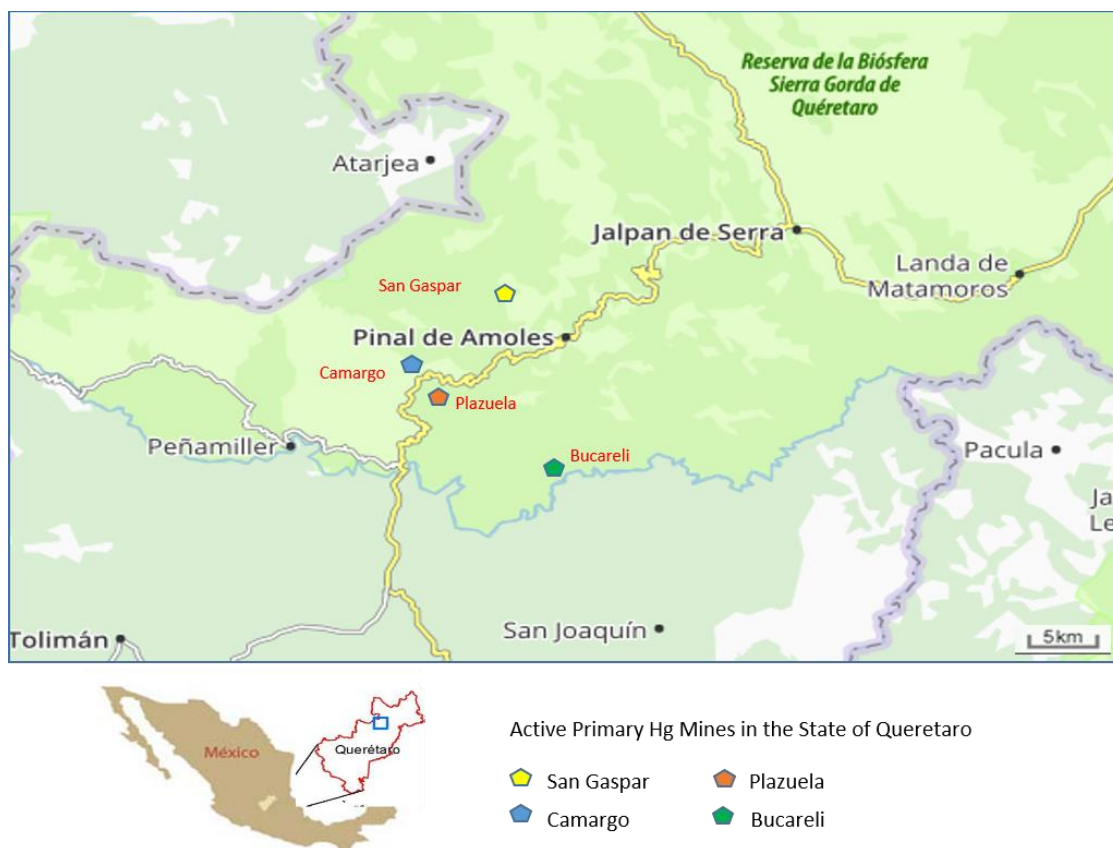 Reserva de la Biósfera
Sierra Gorda de
Quéretaro
Atarjea
Jalpan de Serra
Landa de
Matamoros
San Gaspar
Pinal de Amoles
Camargo
Plazuela
Peñamiller
Bucareli
Pacula
Ja
Le
San Joaquín
Tolimán
5km
México
Querétaro
Active Primary Hg Mines in the State of Queretaro
San Gaspar
Plazuela
Camargo
Bucareli